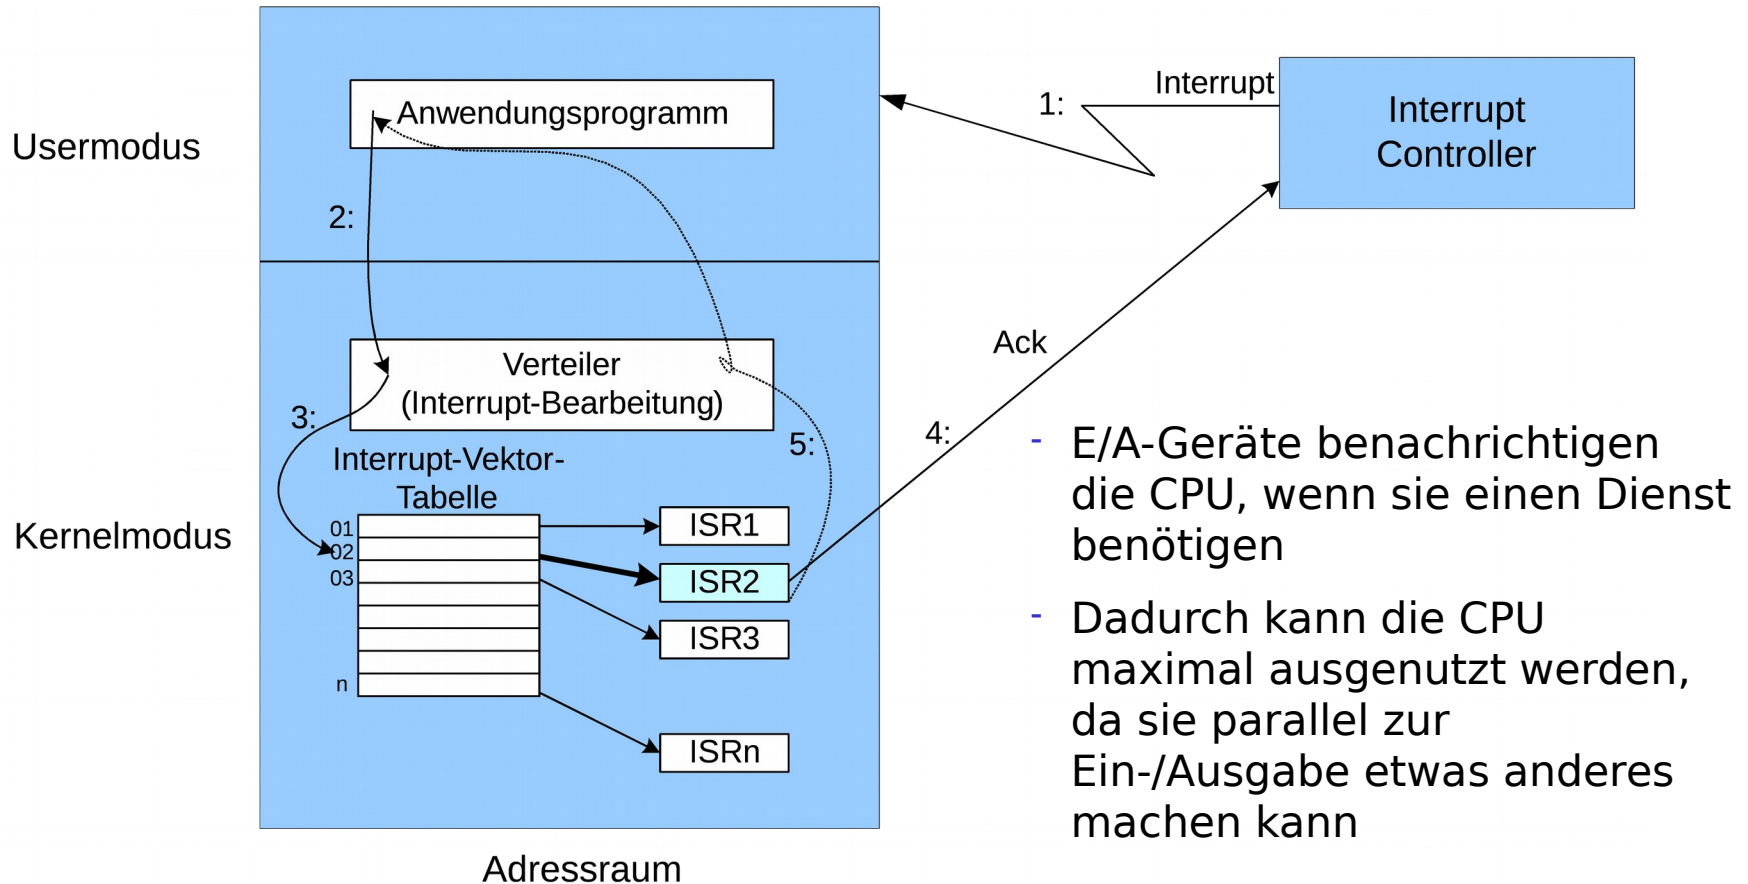 Usermodus
Anwendungsprogramm
1:
Interrupt
Interrupt
Controller
2:
Verteiler
(Interrupt-Bearbeitung)
3:
Ack
4:
5:
Interrupt-Vektor-
Tabelle
Kernelmodus
01
02
03
n
ISR1
ISR2
ISR3
ISRn
Adressraum
- E/A-Geräte benachrichtigen
die CPU, wenn sie einen Dienst
benötigen
- Dadurch kann die CPU
maximal ausgenutzt werden,
da sie parallel zur
Ein-/Ausgabe etwas anderes
machen kann